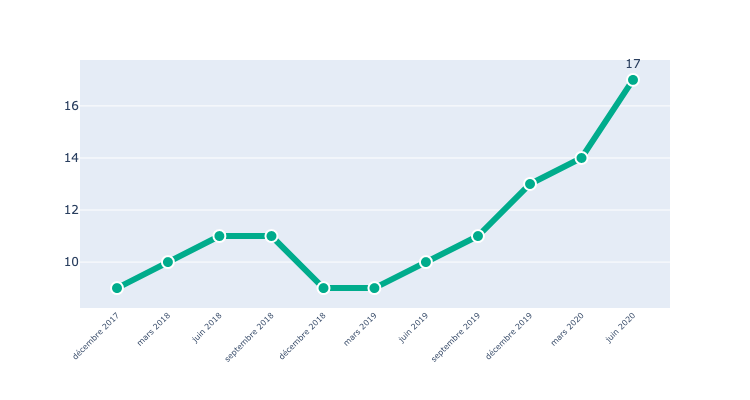 17
16
14
12
10
décembre 2017
mars 2018
juin 2018
septembre 2018
décembre 2018
mars 2019
juin 2019
septembre 2019
décembre 2019
mars 2020
juin 2020